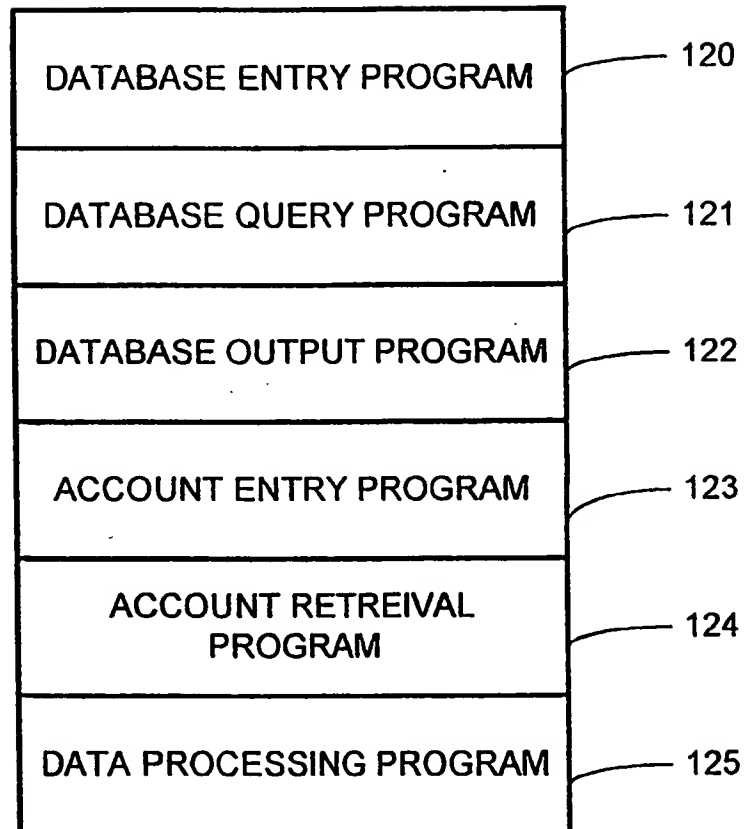 DATABASE ENTRY PROGRAM 120
DATABASE QUERY PROGRAM 121
DATABASE OUTPUT PROGRAM 122
ACCOUNT ENTRY PROGRAM 123
ACCOUNT RETREIVAL
PROGRAM 124
DATA PROCESSING PROGRAM 125